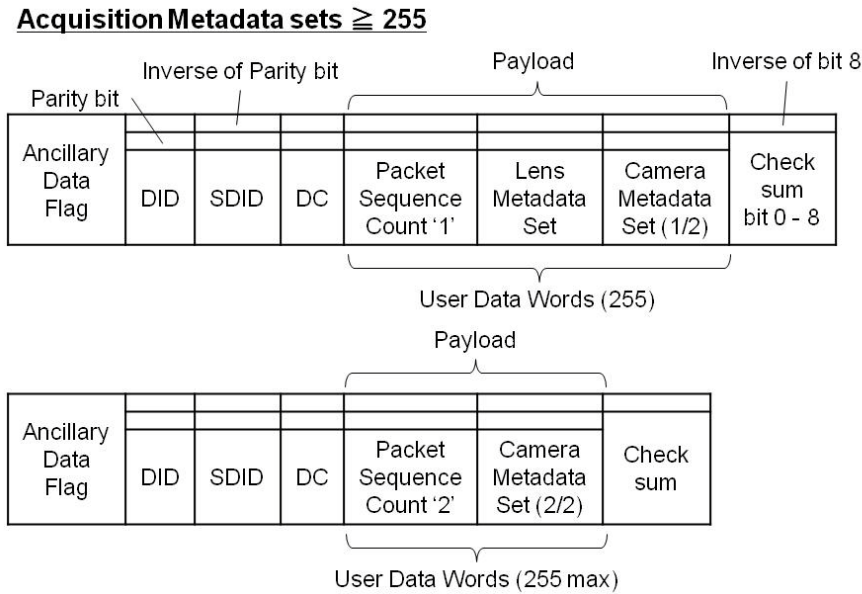 Acquisition Metadata sets ≧ 255
Inverse of Parity bit
Payload
Inverse of bit 8
Parity bit
Ancillary
Data
Flag
DID
SDID
DC
Packet
Sequence
Count ‘1’
Lens
Metadata
Set
Camera
Metadata
Set (1/2)
Check
sum
bit 0 - 8
User Data Words (255)
Payload
Ancillary
Data
Flag
DID
SDID
DC
Packet
Sequence
Count ‘2’
Camera
Metadata
Set (2/2)
Check
sum
User Data Words (255 max)